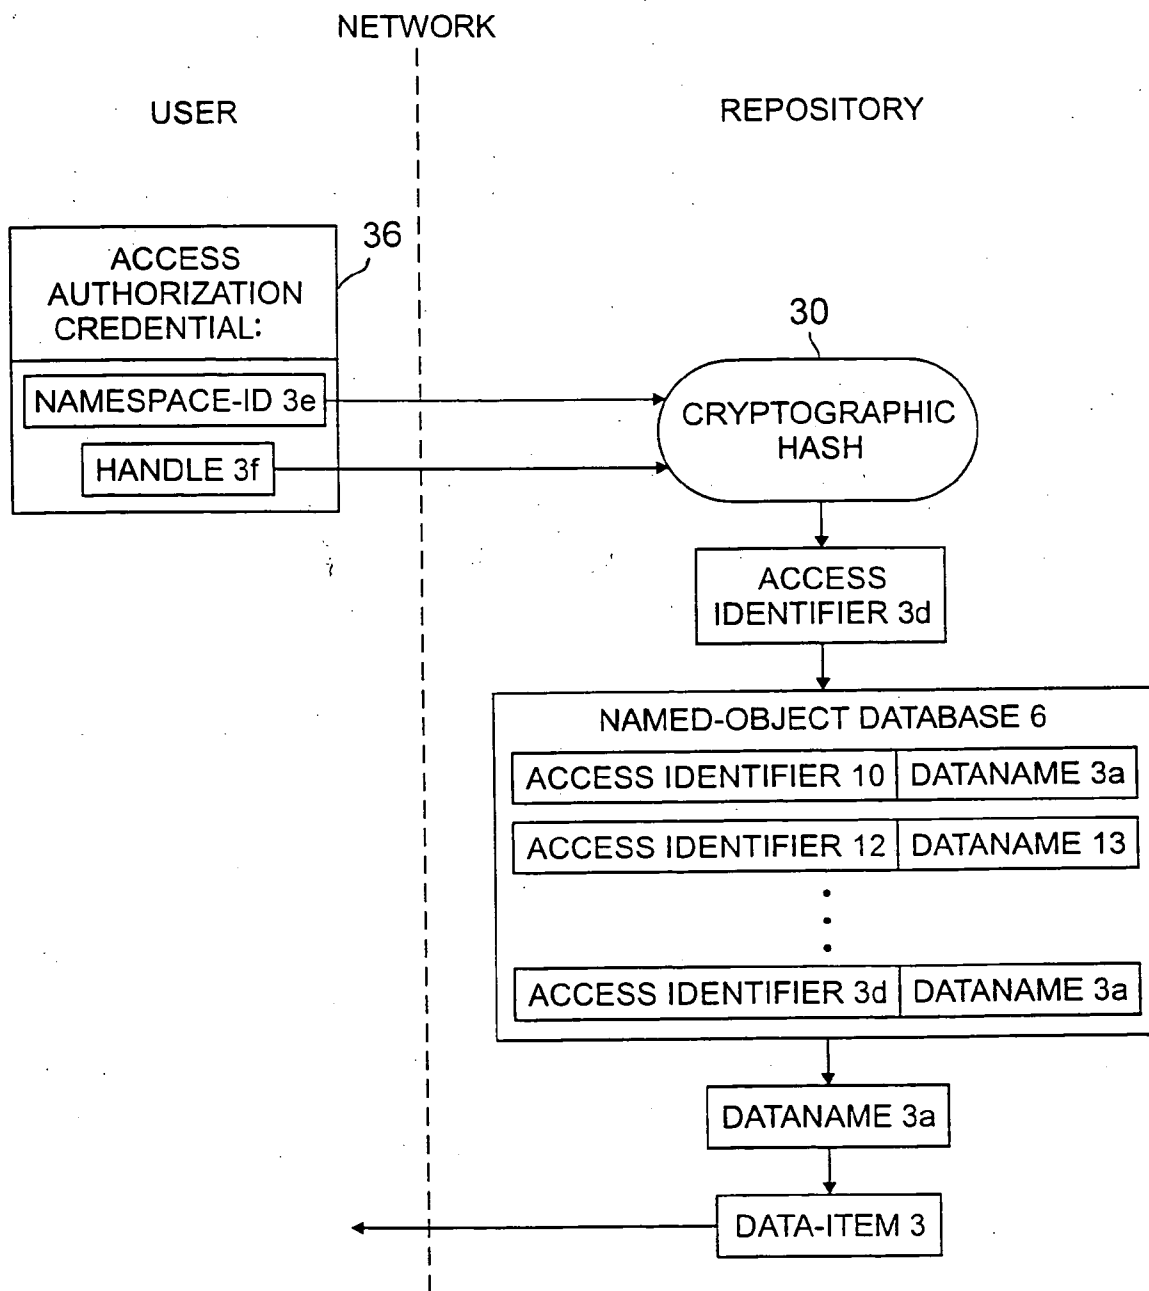 NETWORK
USER
REPOSITORY
36
ACCESS
AUTHORIZATION
CREDENTIAL:
NAMESPACE-ID 3e
HANDLE 3f
30
CRYPTOGRAPHIC
HASH
ACCESS
IDENTIFIER 3d
NAMED-OBJECT DATABASE 6
ACCESS IDENTIFIER 10 DATANAME 3a
ACCESS IDENTIFIER 12 DATANAME 13
ACCESS IDENTIFIER 3d DATANAME 3a
DATANAME 3a
DATA-ITEM 3